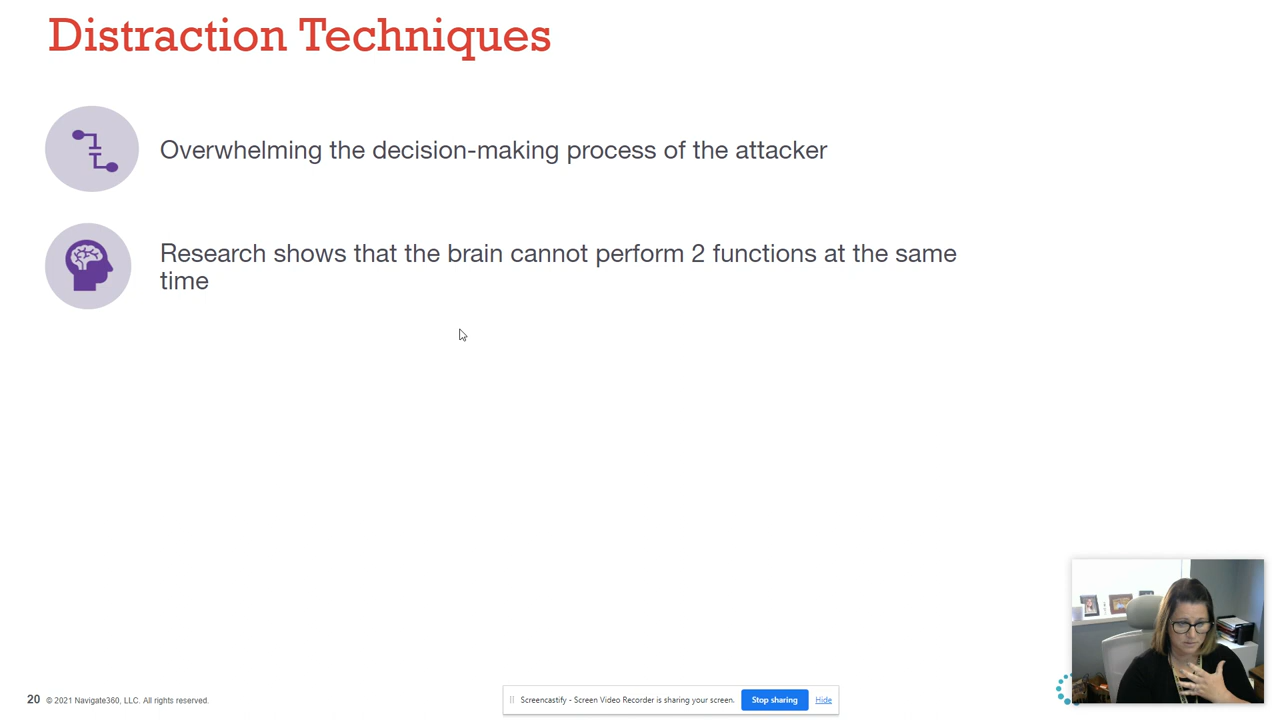 Distraction Techniques
Overwhelming the decision-making process of the attacker
Research shows that the brain cannot perform 2 functions at the same
time
20 © 2021 Navigate360, LLC. All rights reserved.
Screencastify - Screen Video Recorder is sharing your screen. Stop sharing Hide